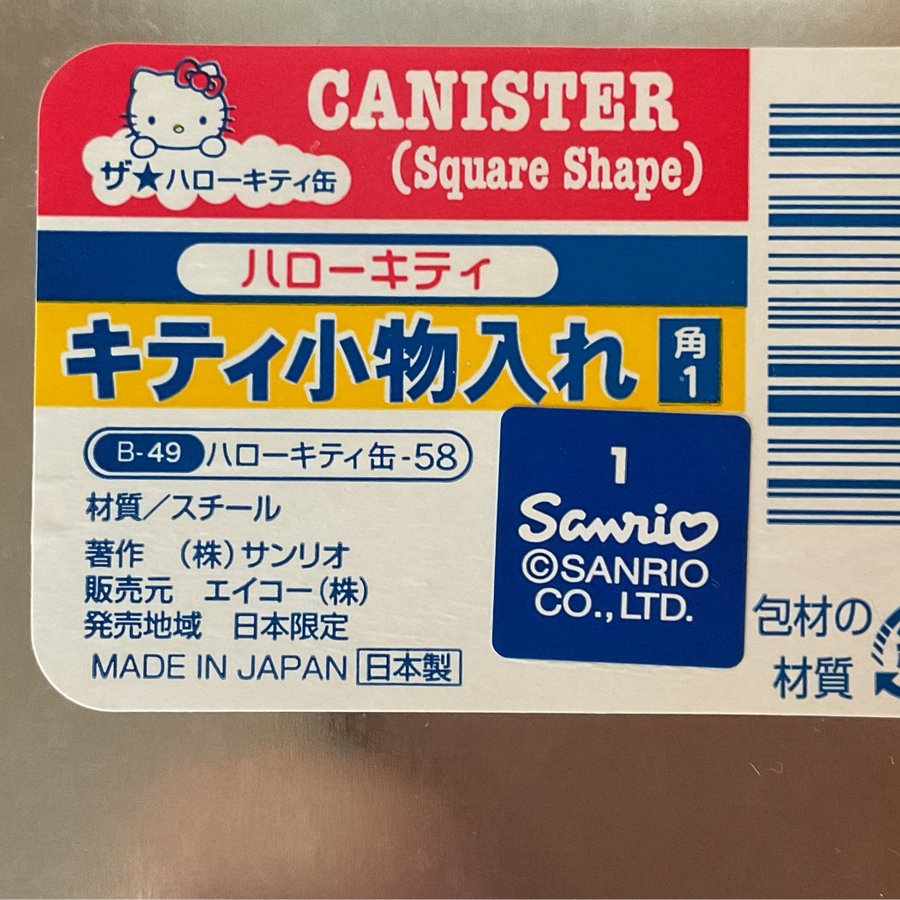 CANISTER
(Square Shape)
ザ★ハローキティ缶
ハローキティ
キティ小物入れ 角1
B-49 ハローキティ缶-58
材質／スチール
著作 (株)サンリオ
販売元 エイコー(株)
発売地域 日本限定
MADE IN JAPAN 日本製
1
Sanrio
©SANRIO
CO., LTD.
包材の
材質